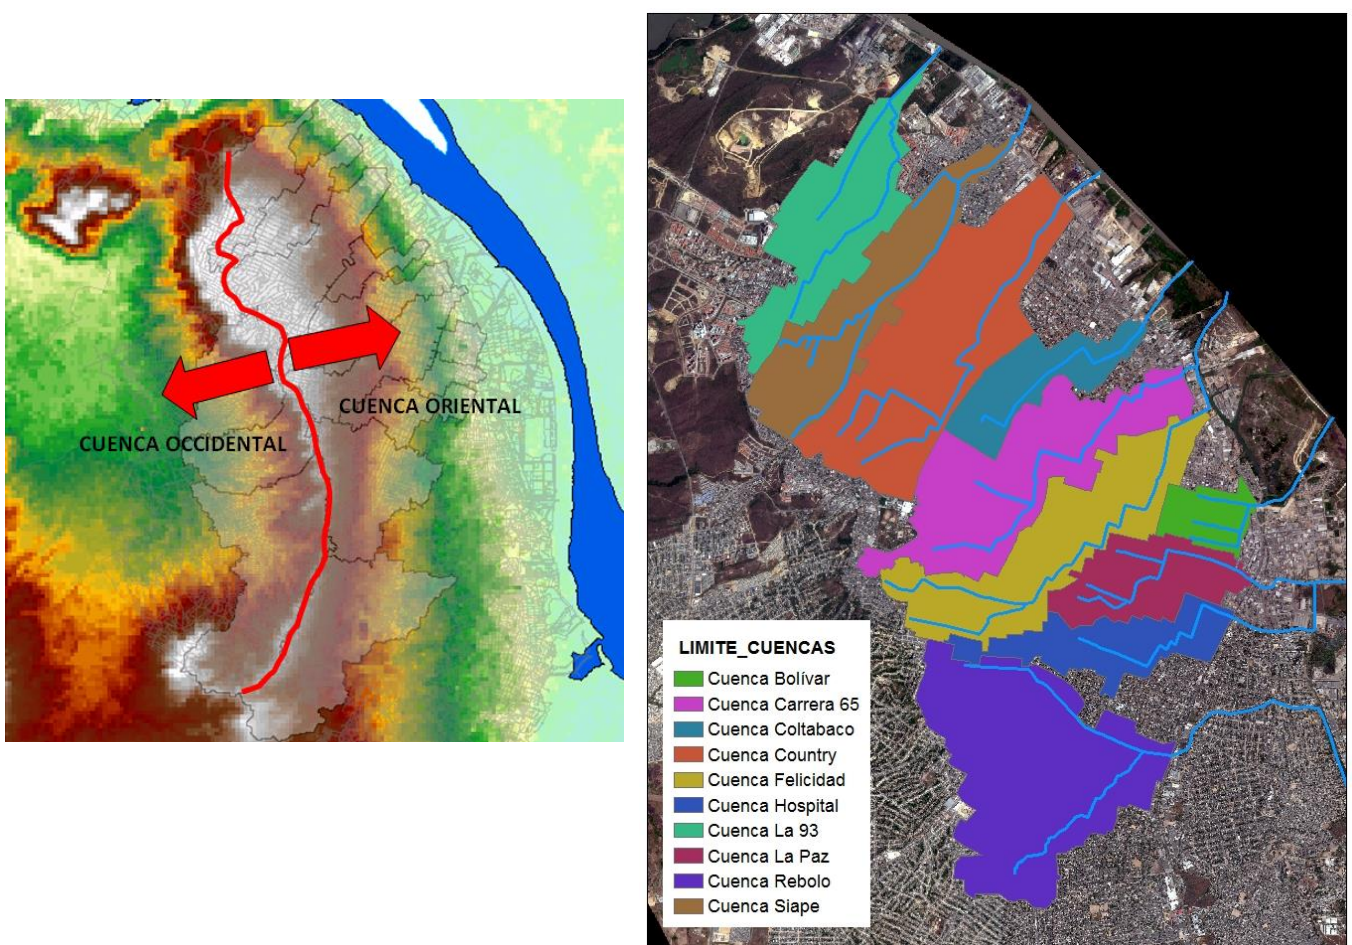 CUENCA ORIENTAL
CUENCA OCCIDENTAL
LIMITE_CUENCAS
Cuenca Bolívar
Cuenca Carrera 65
Cuenca Coltabaco
Cuenca Country
Cuenca Felicidad
Cuenca Hospital
Cuenca La 93
Cuenca La Paz
Cuenca Rebolo
Cuenca Siape